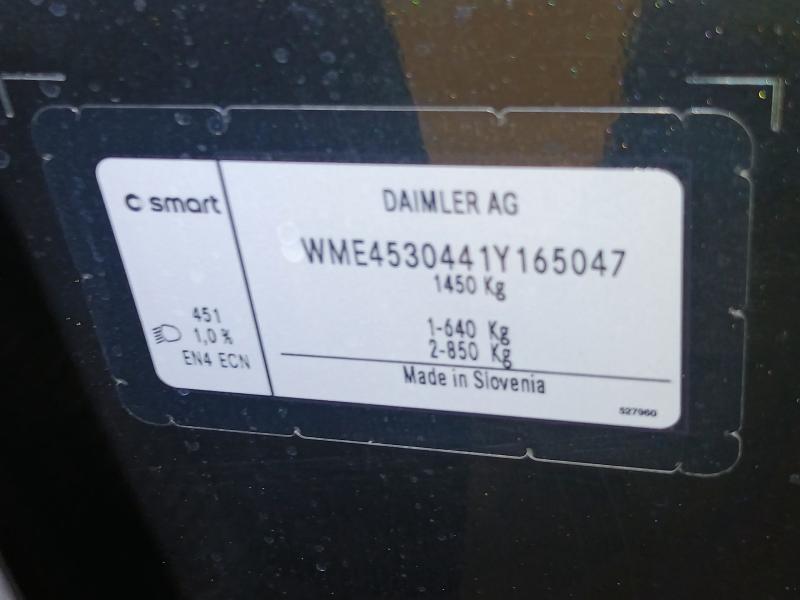 smart
DAIMLER AG
WME4530441Y165047
1450 Kg
451
1,0 %
EN4 ECN
1-640 Kg
2-850 Kg
Made in Slovenia
527960